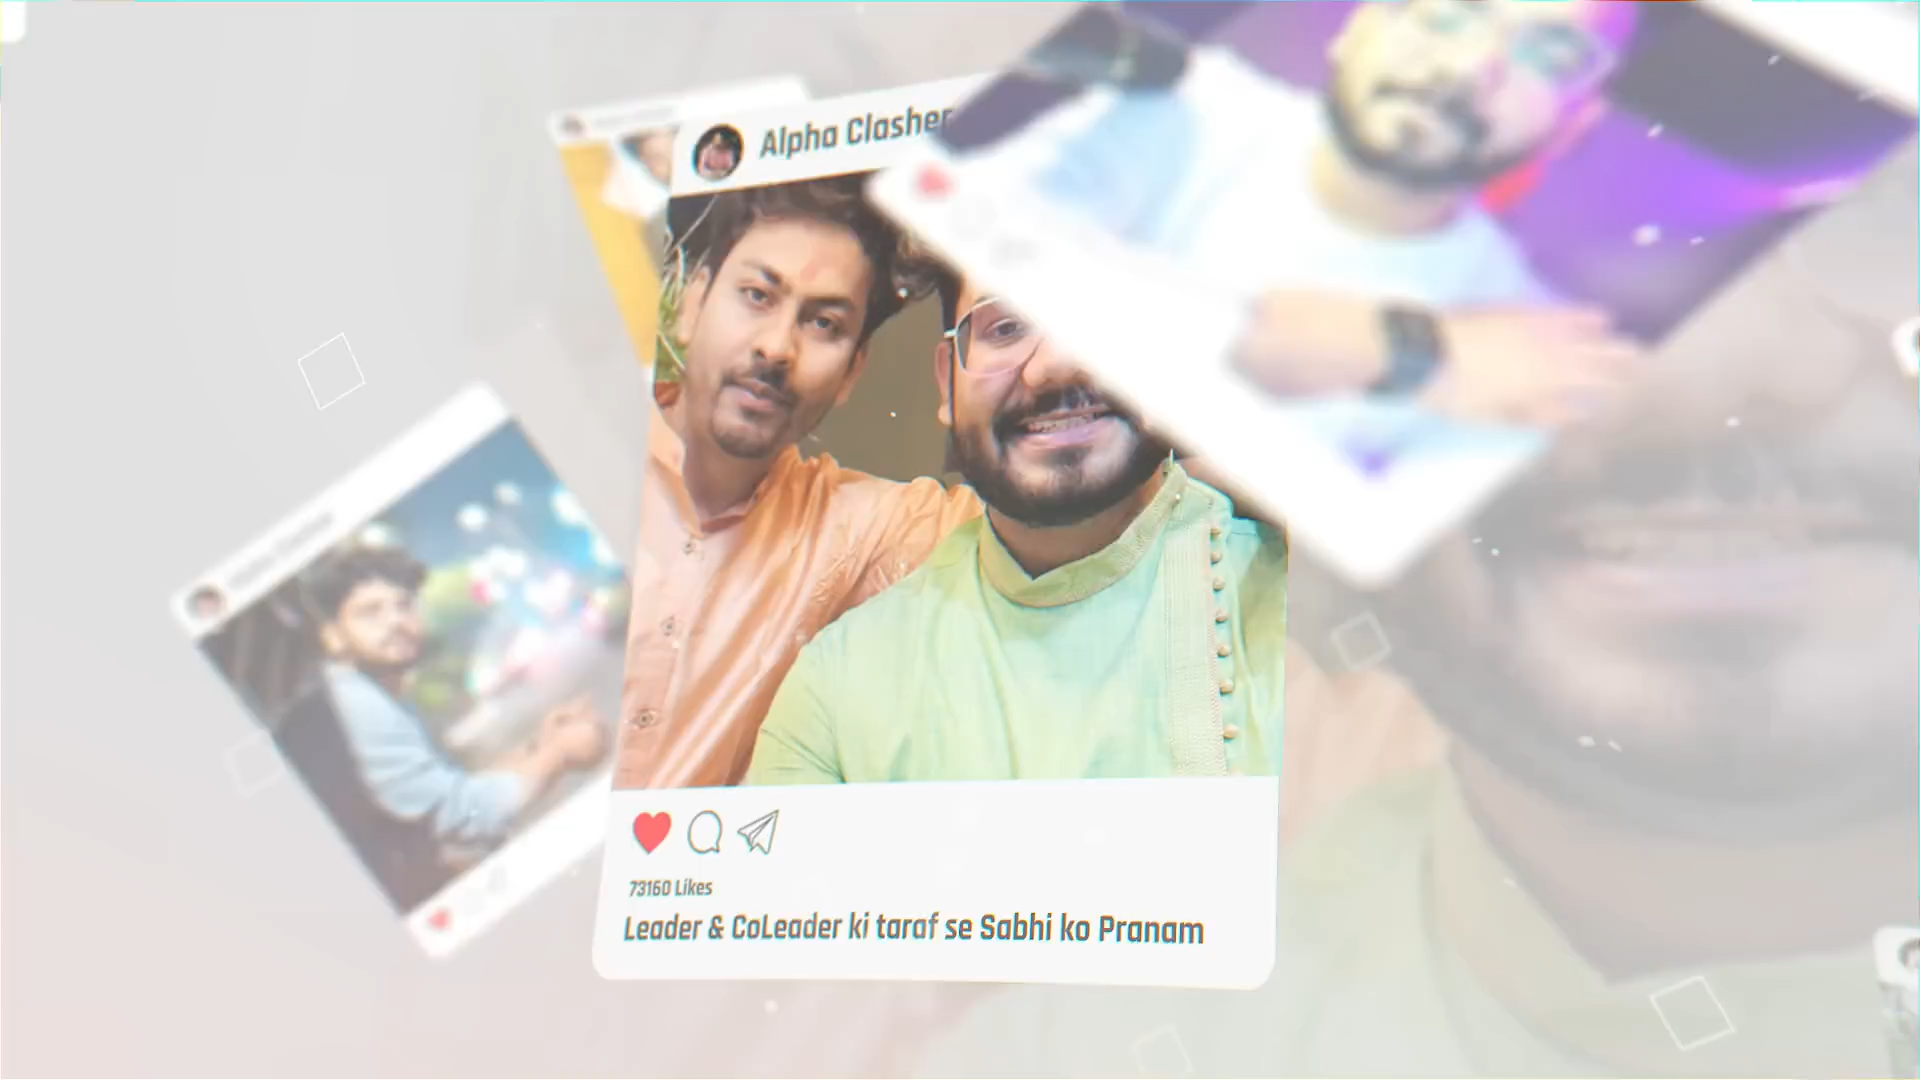 Alpha Clasher
73160 Likes
Leader & CoLeader ki taraf se Sabhi ko Pranam